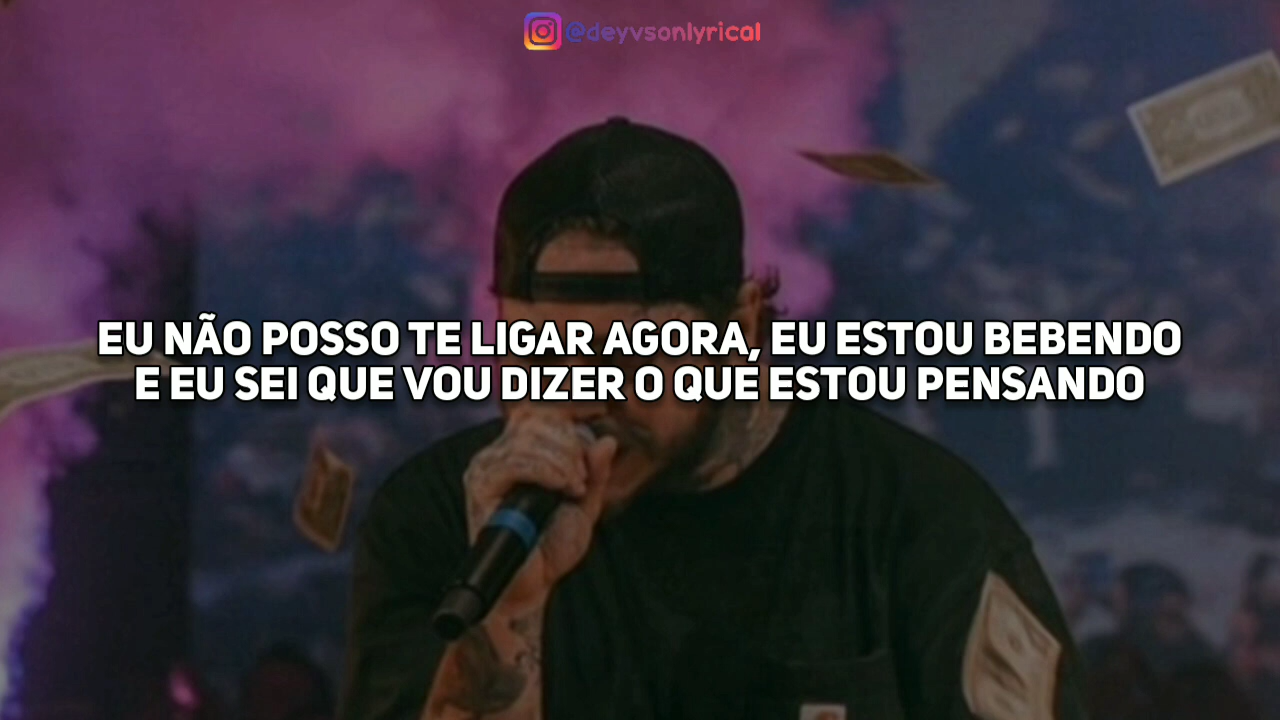 @deyvsonlyrical
EU NÃO POSSO TE LIGAR AGORA, EU ESTOU BEBENDO
E EU SEI QUE VOU DIZER O QUE ESTOU PENSANDO